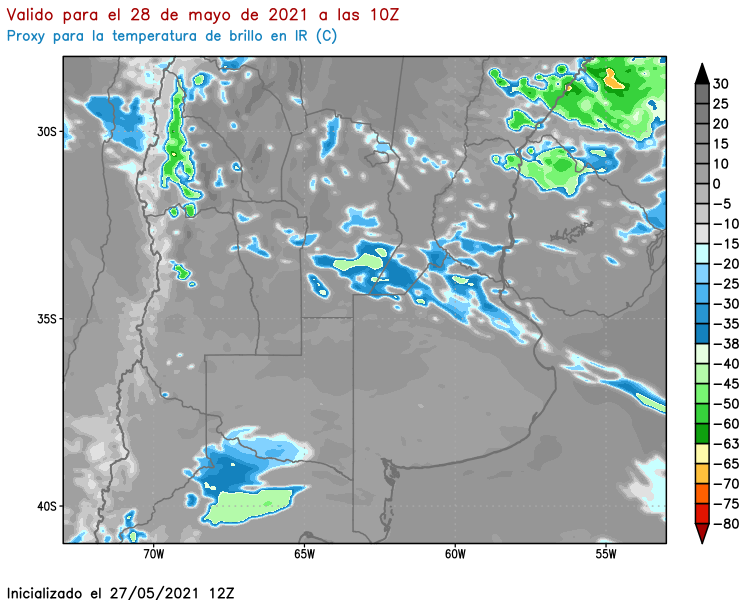 Valido para el 28 de mayo de 2021 a las 10Z
Proxy para la temperatura de brillo en IR (C)
30S
35S
40S
70W
65W
60W
55W
30
25
20
15
10
0
−5
−10
−15
−20
−25
−30
−35
−38
−40
−45
−50
−60
−63
−65
−70
−75
−80
Inicializado el 27/05/2021 12Z